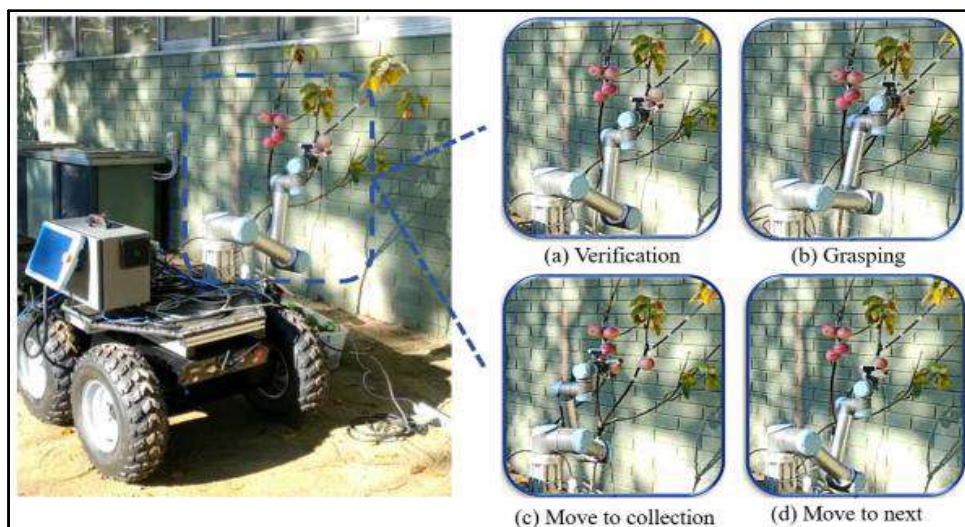 (a) Verification
(b) Grasping
(c) Move to collection
(d) Move to next